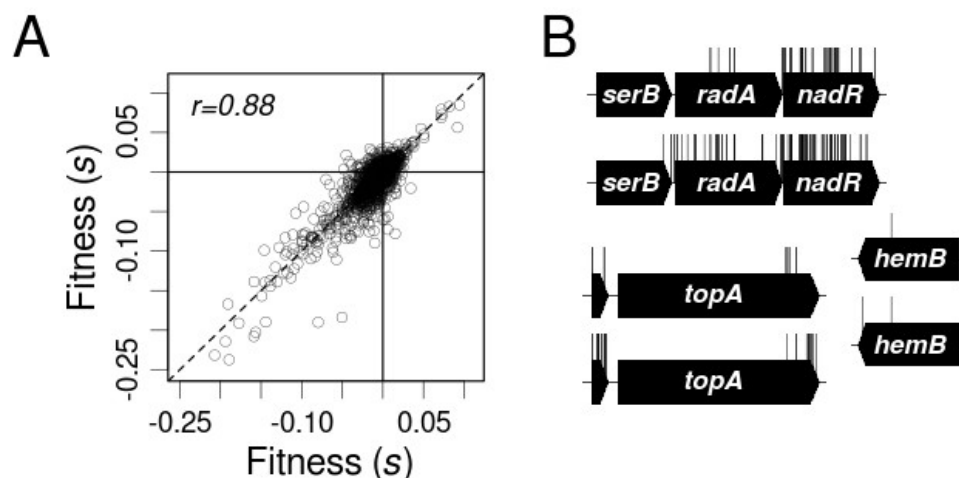 A
r=0.88
Fitness (s)
0.05
-0.10
-0.25
-0.25
-0.10
0.05
Fitness (s)
B
serB radA nadR
serB radA nadR
hemB
topA
hemB
topA